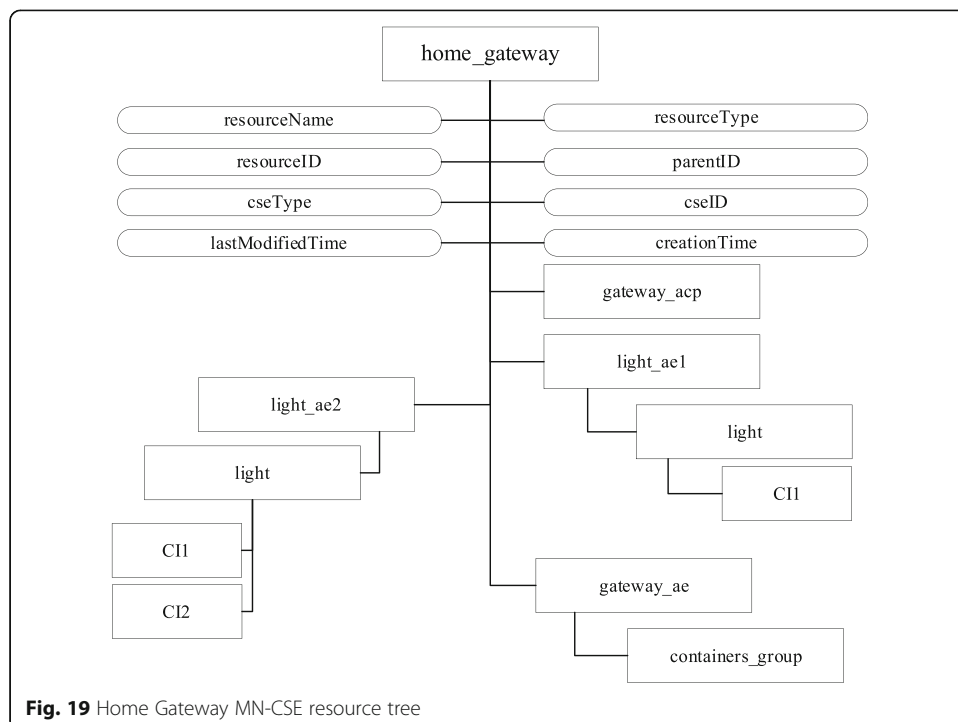 home_gateway
resourceName
resourceType
resourceID
parentID
cseType
cseID
lastModifiedTime
creationTime
gateway_acp
light_ae1
light_ae2
light
light
CI1
CI1
CI2
gateway_ae
containers_group
Fig. 19 Home Gateway MN-CSE resource tree